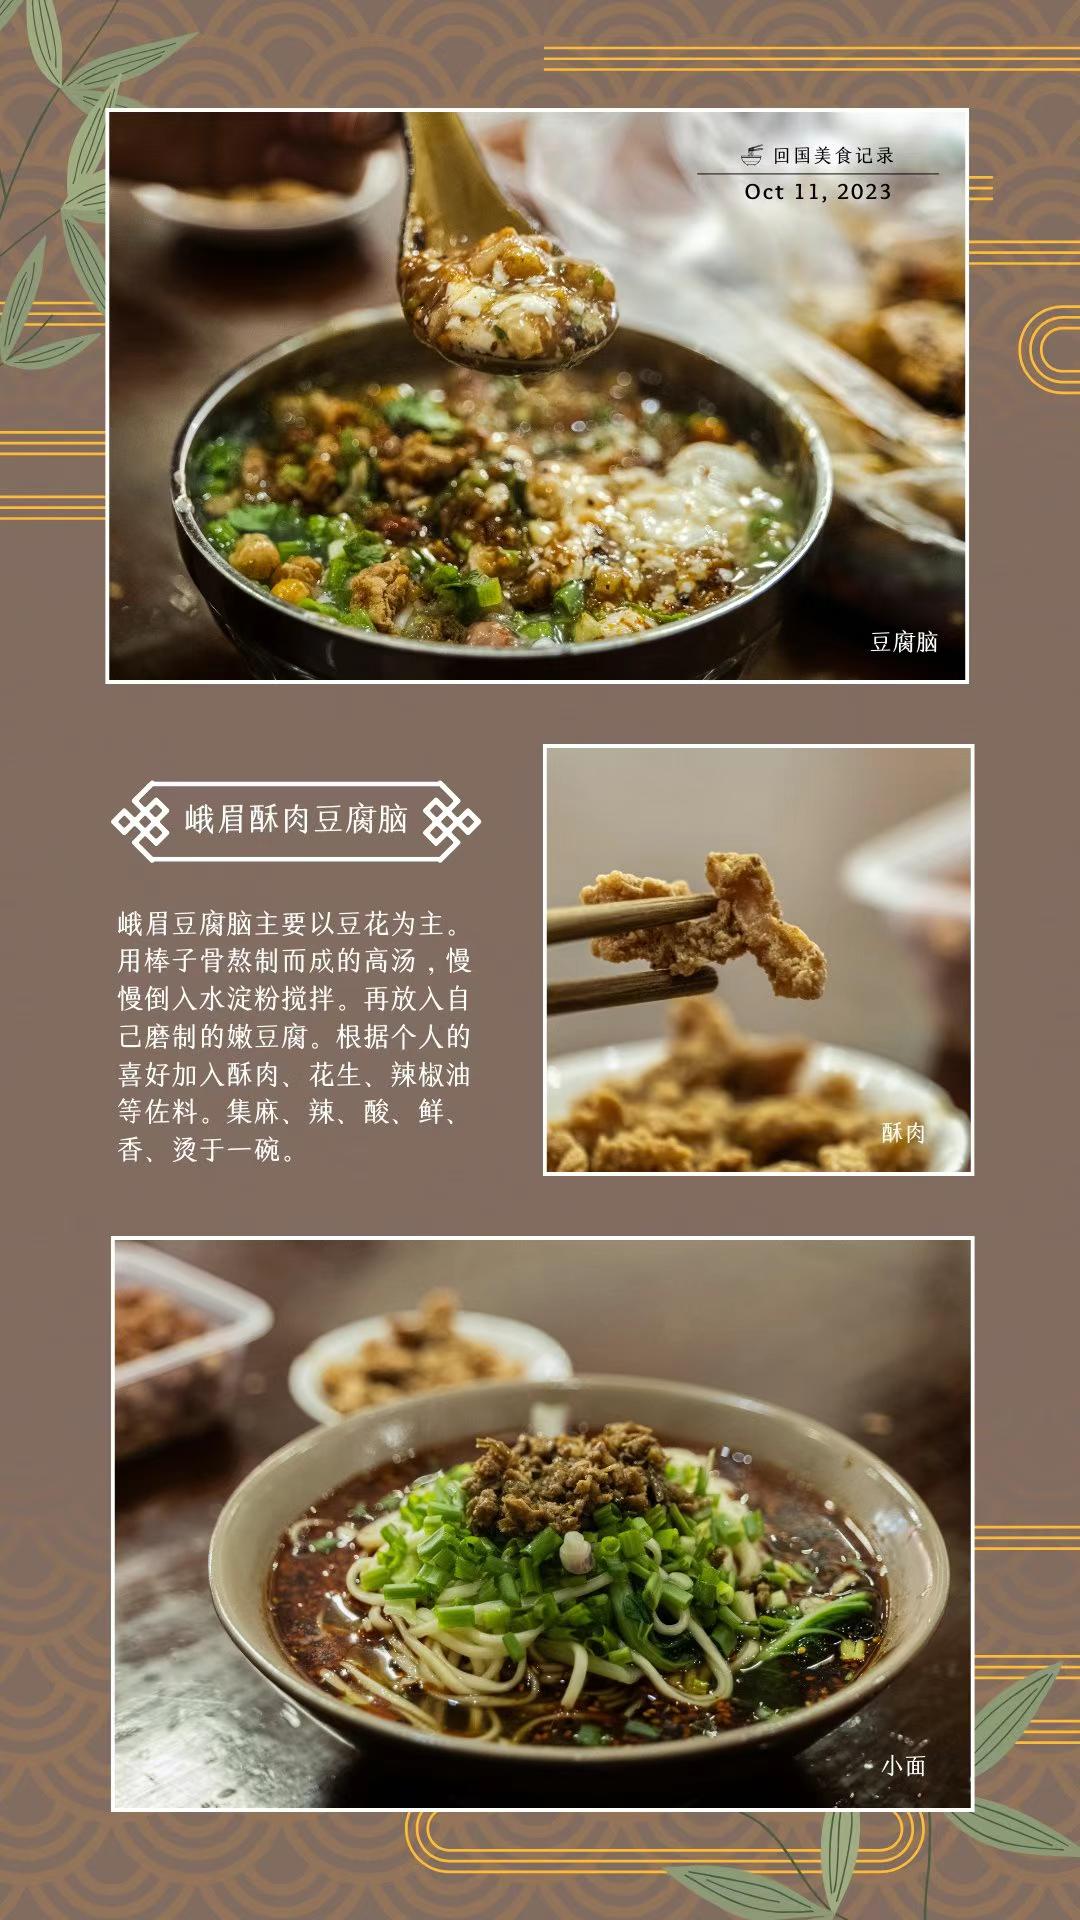 回国美食记录
Oct 11, 2023
豆腐脑
峨眉酥肉豆腐脑
峨眉豆腐脑主要以豆花为主。
用棒子骨熬制而成的高汤，慢
慢倒入水淀粉搅拌。再放入自
己磨制的嫩豆腐。根据个人的
喜好加入酥肉、花生、辣椒油
等佐料。集麻、辣、酸、鲜、
香、烫于一碗。
酥肉
小面